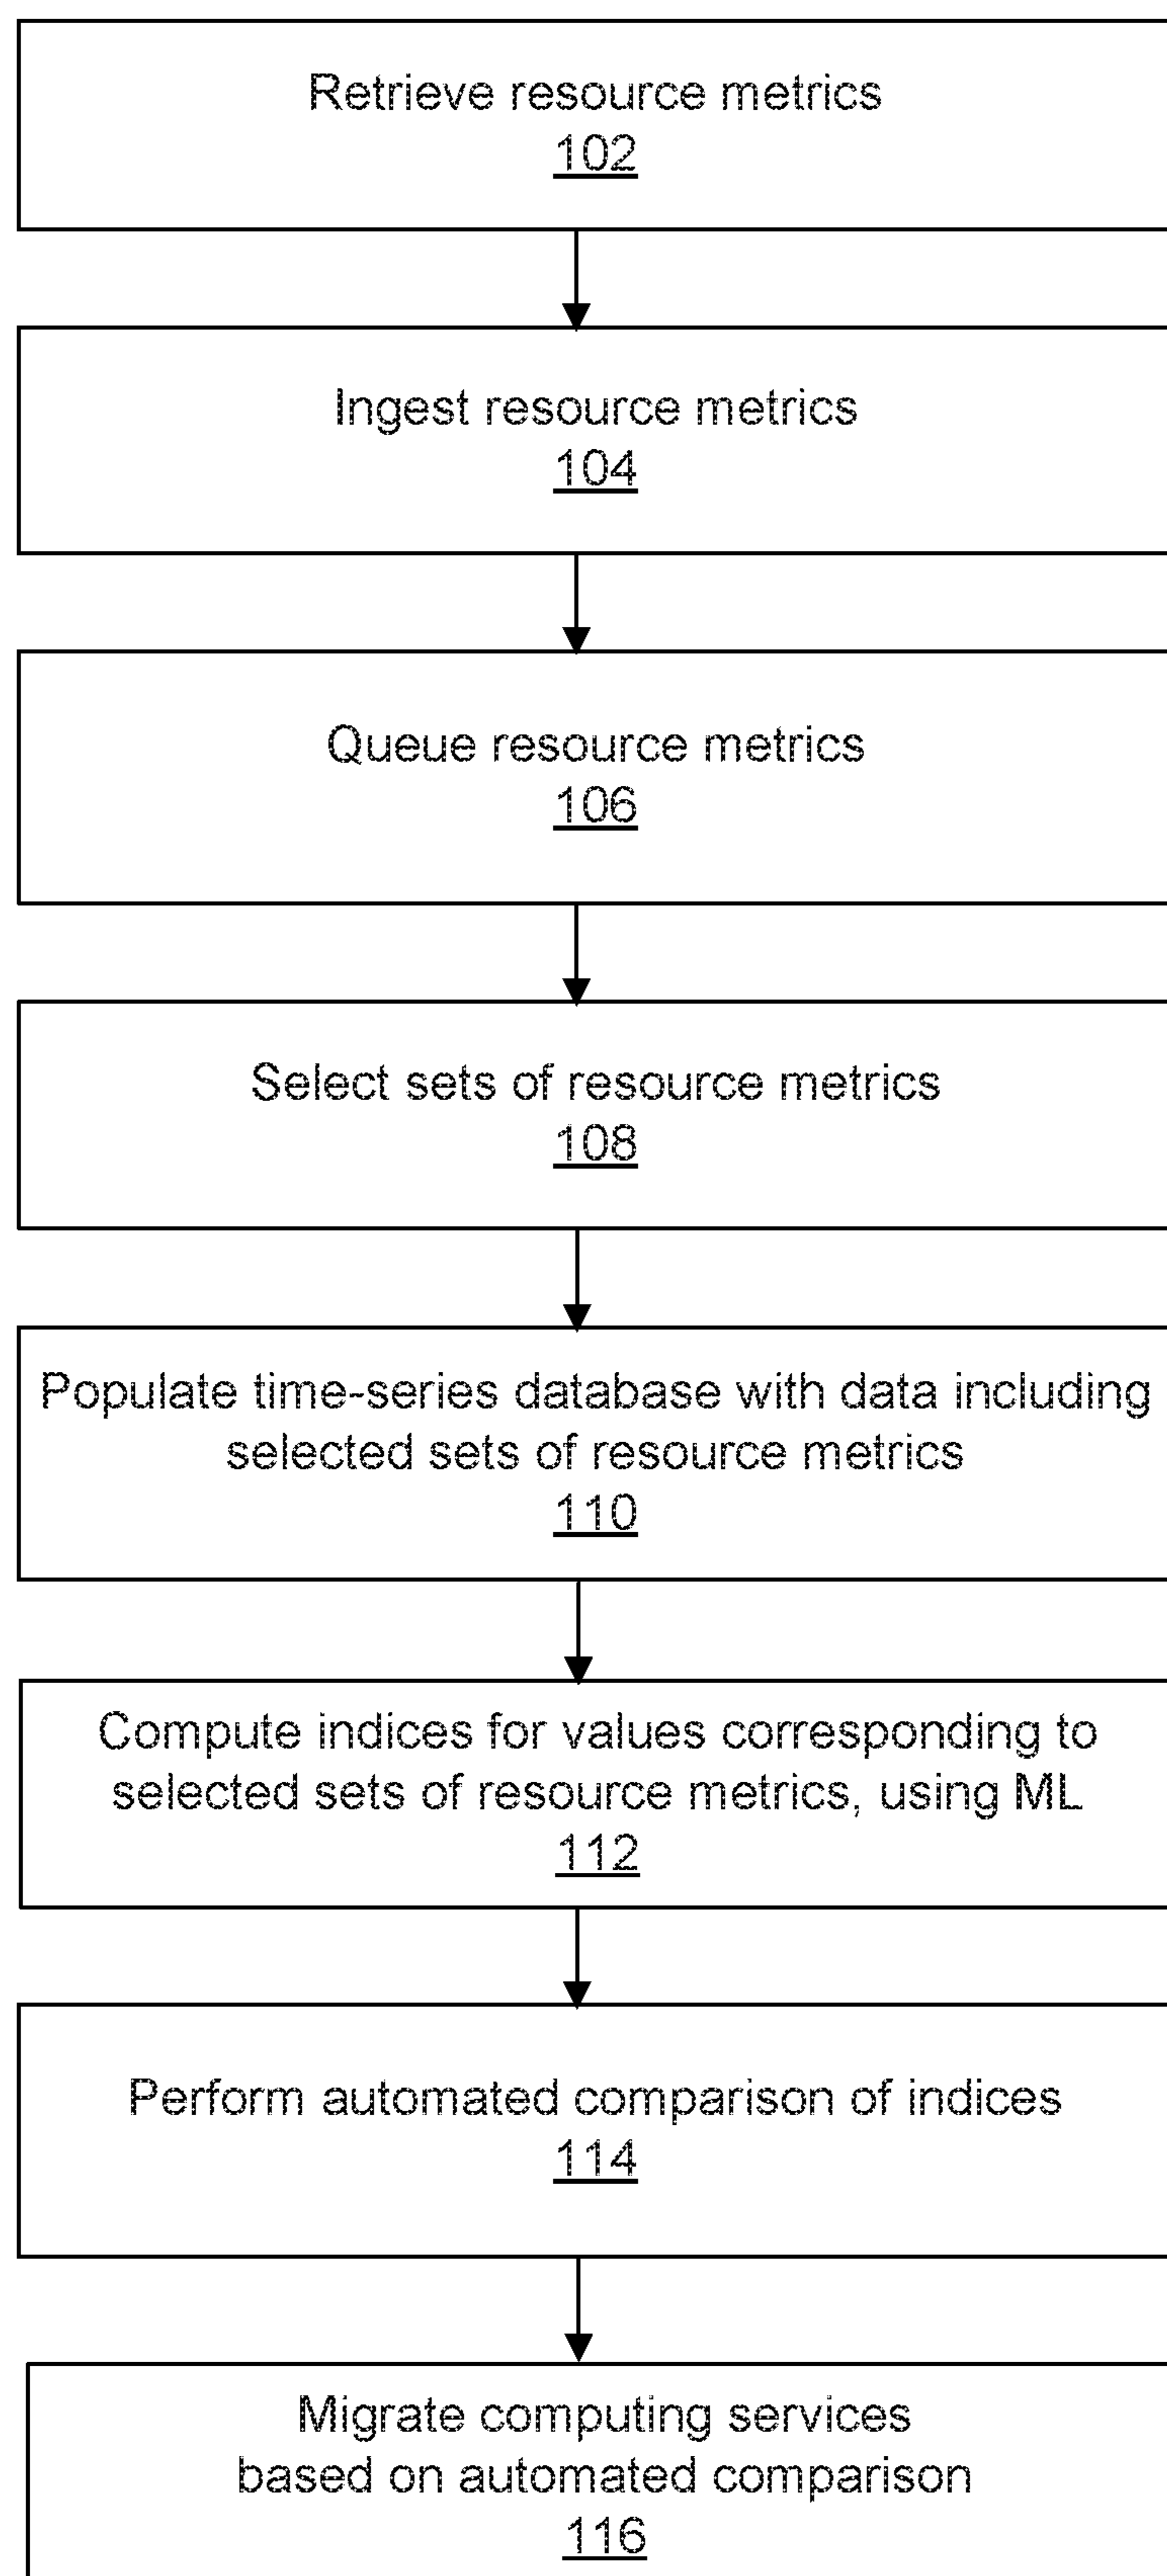 Retrieve resource metrics
102
Ingest resource metrics
104
Queue resource metrics
106
Select sets of resource metrics
108
Populate time-series database with data including
selected sets of resource metrics
110
Compute indices for values corresponding to
selected sets of resource metrics, using ML
112
Perform automated comparison of indices
114
Migrate computing services
based on automated comparison
116